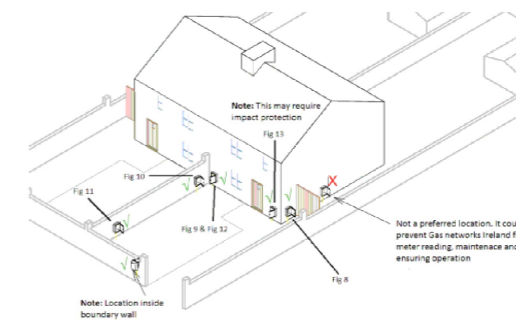 Note: This may require
impact protection
Fig 13
Fig 10
Fig 11
Fig 9 & Fig 12
Fig 8
Not a preferred location. It cou
prevent Gas networks Ireland f
meter reading, maintenace and
ensuring operation
Note: Location inside
boundary wall